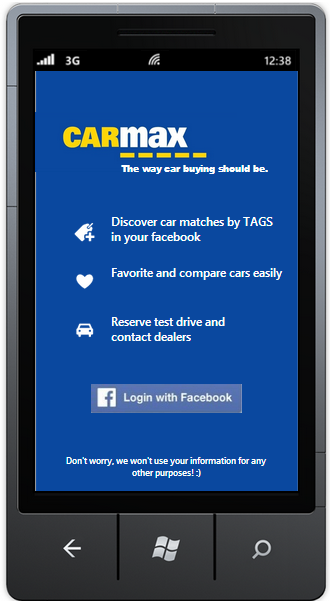 3G 12:38
CARMAX
The way car buying should be.
Discover car matches by TAGS
in your facebook
Favorite and compare cars easily
Reserve test drive and
contact dealers
f Login with Facebook
Don't worry, we won't use your information for any
other purposes! :)